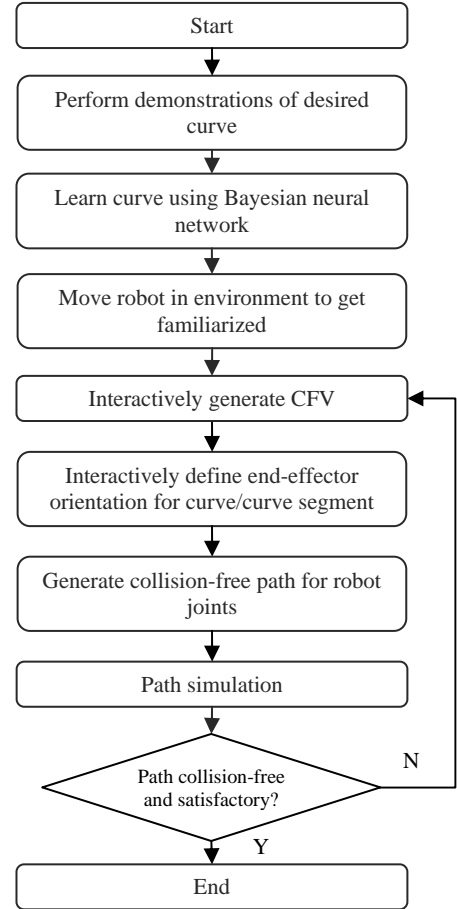 Start
Perform demonstrations of desired
curve
Learn curve using Bayesian neural
network
Move robot in environment to get
familiarized
Interactively generate CFV
Interactively define end-effector
orientation for curve/curve segment
Generate collision-free path for robot
joints
Path simulation
Path collision-free
and satisfactory?
N
Y
End